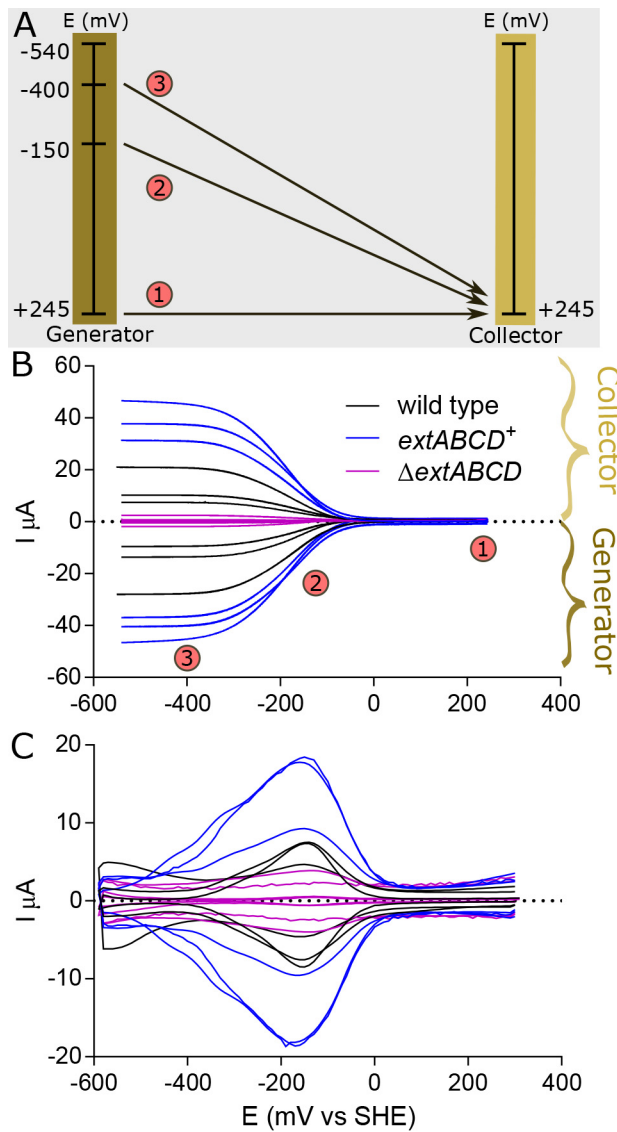 A
E (mV)
E (mV)
-540
-400
-150
+245
3
2
1
+245
Generator
Collector
B
60
40
20
0
-20
-40
-60
I µA
wild type
extABCD+
ΔextABCD
1
2
3
Collector
Generator
-600
-400
-200
0
200
400
C
20
10
0
-10
-20
I µA
-600
-400
-200
0
200
400
E (mV vs SHE)